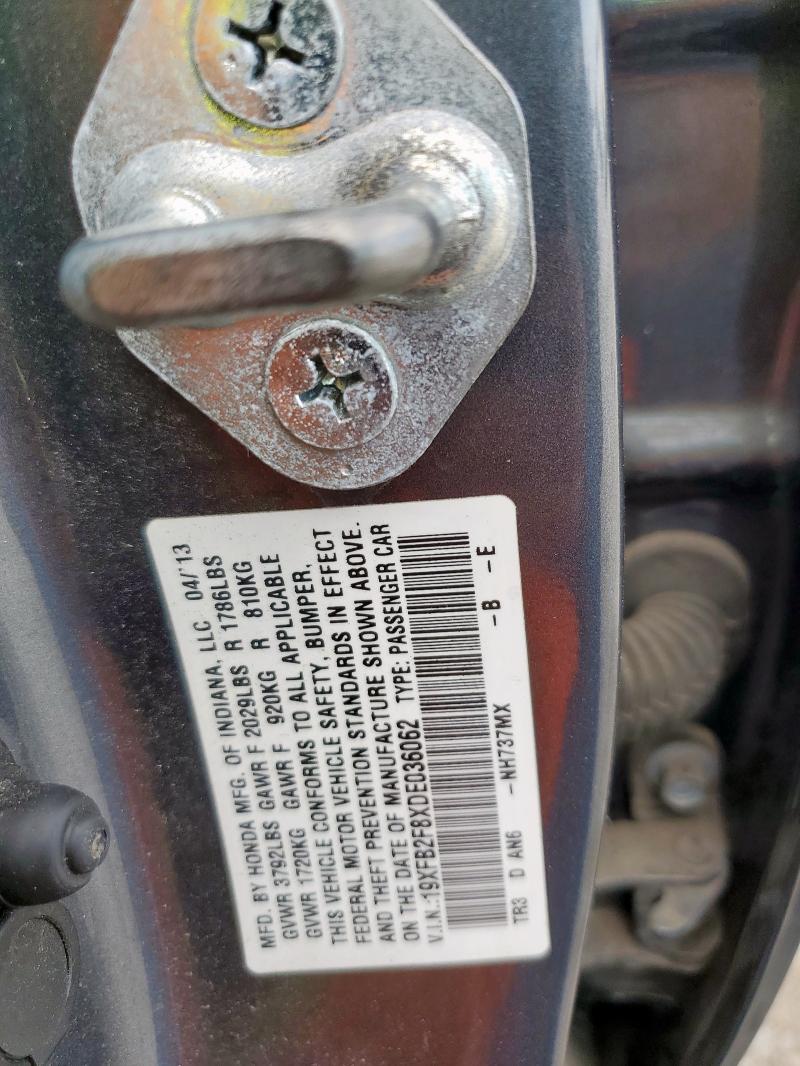 MFD. BY HONDA MFG. OF INDIANA, LLC 04/'13
GVWR 3792LBS GAWR F 2029LBS R 1786LBS
GVWR 1720KG GAWR F 920KG R 810KG
THIS VEHICLE CONFORMS TO ALL APPLICABLE
FEDERAL MOTOR VEHICLE SAFETY, BUMPER,
AND THEFT PREVENTION STANDARDS IN EFFECT
ON THE DATE OF MANUFACTURE SHOWN ABOVE.
V.I.N.:19XFB2F8XDE036062 TYPE: PASSENGER CAR
TR3 D AN6 -NH737MX -B -E